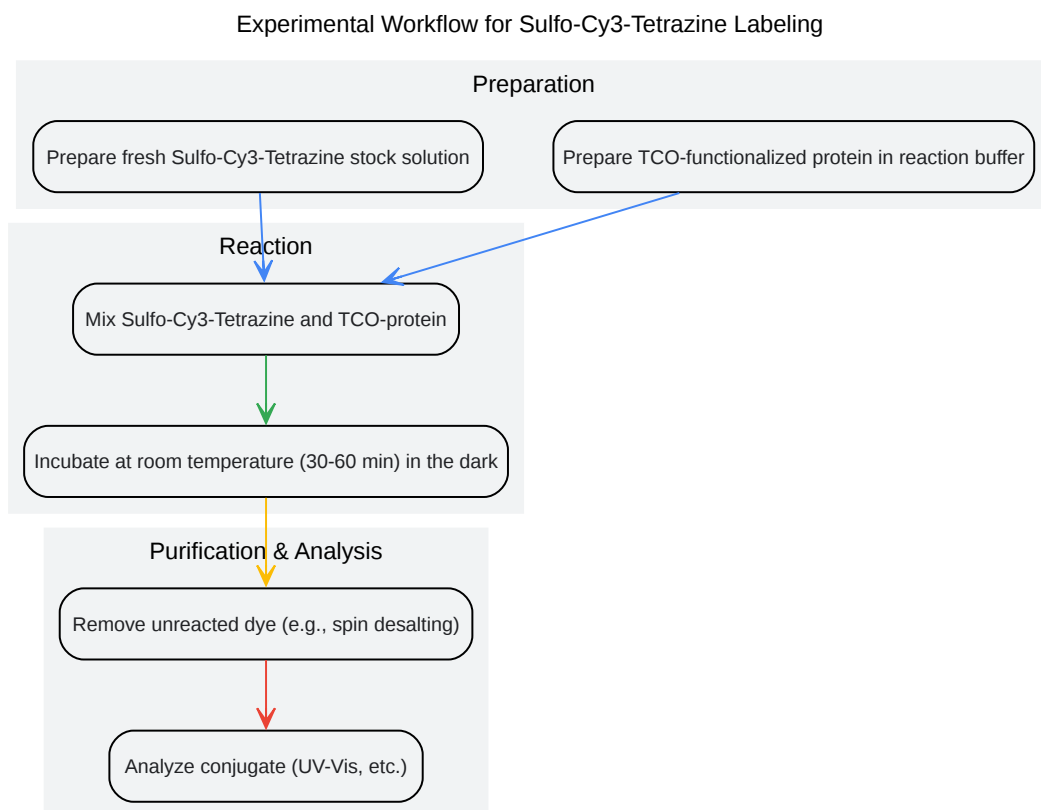 Experimental Workflow for Sulfo-Cy3-Tetrazine Labeling
Preparation
Prepare fresh Sulfo-Cy3-Tetrazine stock solution
Prepare TCO-functionalized protein in reaction buffer
Reaction
Mix Sulfo-Cy3-Tetrazine and TCO-protein
Incubate at room temperature (30-60 min) in the dark
Purification & Analysis
Remove unreacted dye (e.g., spin desalting)
Analyze conjugate (UV-Vis, etc.)